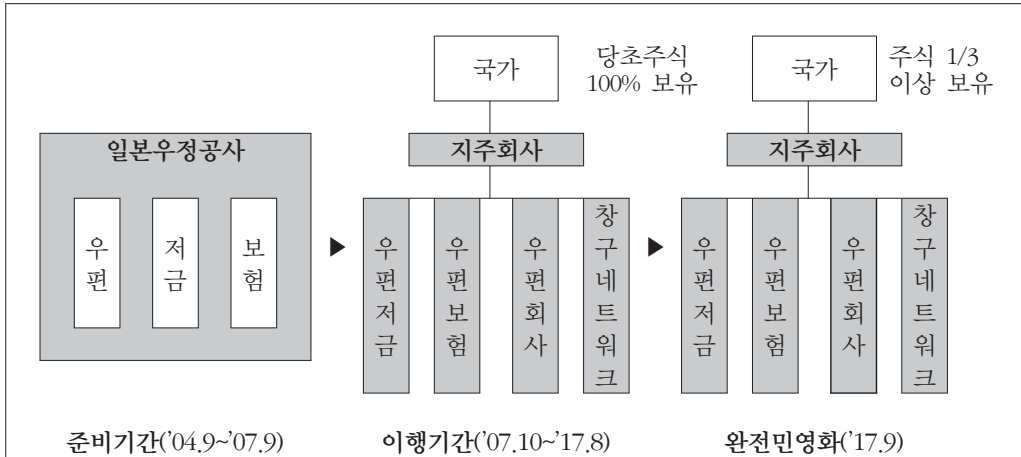 일본우정공사
우편
저금
보험
▶
국가
당초주식
100% 보유
지주회사
우편저금
우편보험
우편회사
창구네트워크
▶
국가
주식 1/3
이상 보유
지주회사
우편저금
우편보험
우편회사
창구네트워크
준비기간('04.9~'07.9)
이행기간('07.10~'17.8)
완전민영화('17.9)